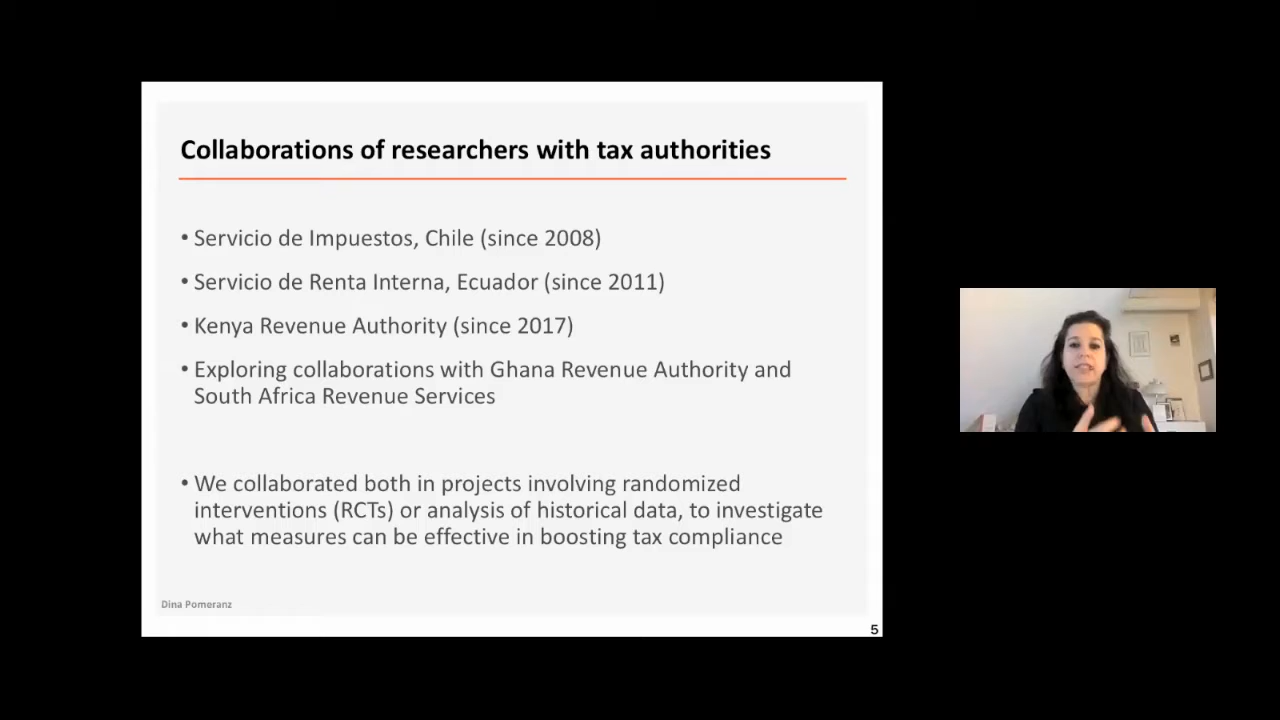 Collaborations of researchers with tax authorities
• Servicio de Impuestos, Chile (since 2008)
• Servicio de Renta Interna, Ecuador (since 2011)
• Kenya Revenue Authority (since 2017)
• Exploring collaborations with Ghana Revenue Authority and
South Africa Revenue Services
• We collaborated both in projects involving randomized
interventions (RCTs) or analysis of historical data, to investigate
what measures can be effective in boosting tax compliance
Dina Pomeranz
5